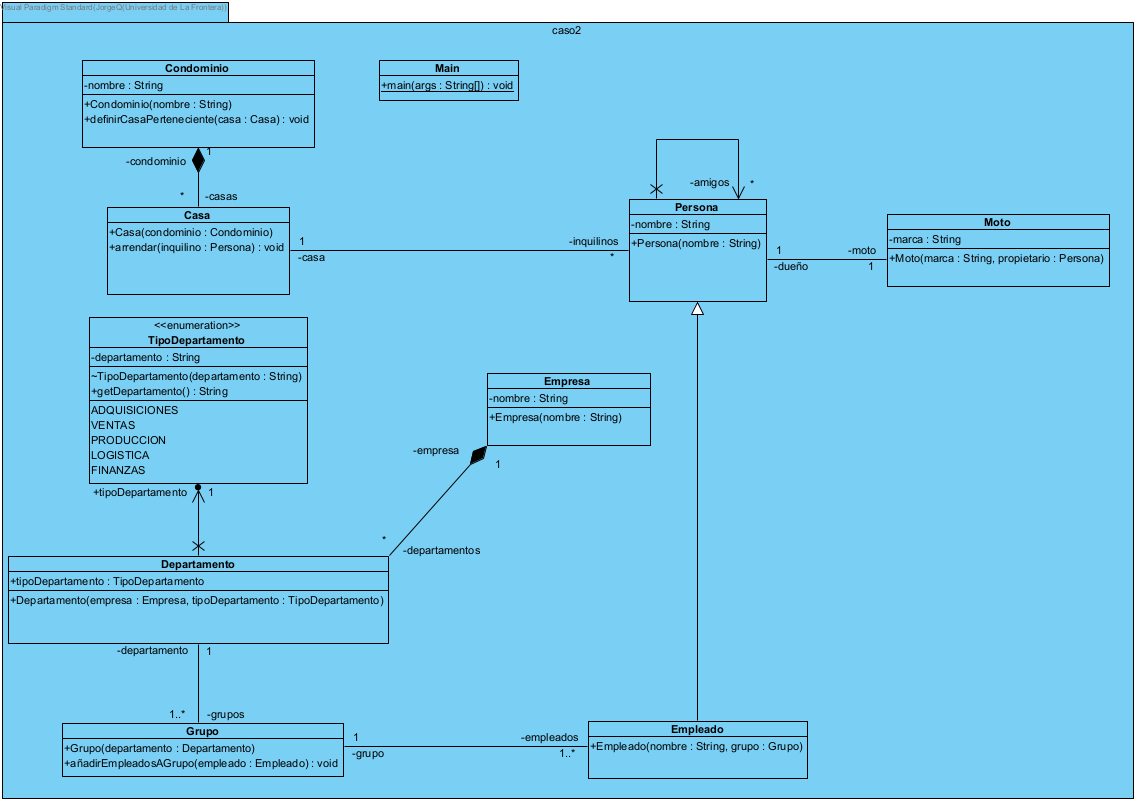 Visual Paradigm Standard(JorgeQ(Universidad de La Frontera))
caso2
Condominio
-nombre : String
+Condominio(nombre : String)
+definirCasaPerteneciente(casa : Casa) : void
Main
+main(args : String[]) : void
1
-condominio
*
-casas
Casa
+Casa(condominio : Condominio)
+arrendar(inquilino : Persona) : void
1
-casa
-inquilinos
*
-amigos
*
Persona
-nombre : String
+Persona(nombre : String)
1
-dueño
-moto
1
Moto
-marca : String
+Moto(marca : String, propietario : Persona)
<<enumeration>>
TipoDepartamento
-departamento : String
~TipoDepartamento(departamento : String)
+getDepartamento() : String
ADQUISICIONES
VENTAS
PRODUCCION
LOGISTICA
FINANZAS
+tipoDepartamento
1
Empresa
-nombre : String
+Empresa(nombre : String)
-empresa
1
*
-departamentos
Departamento
+tipoDepartamento : TipoDepartamento
+Departamento(empresa : Empresa, tipoDepartamento : TipoDepartamento)
-departamento
1
1..*
-grupos
Grupo
+Grupo(departamento : Departamento)
+añadirEmpleadosAGrupo(empleado : Empleado) : void
1
-grupo
-empleados
1..*
Empleado
+Empleado(nombre : String, grupo : Grupo)